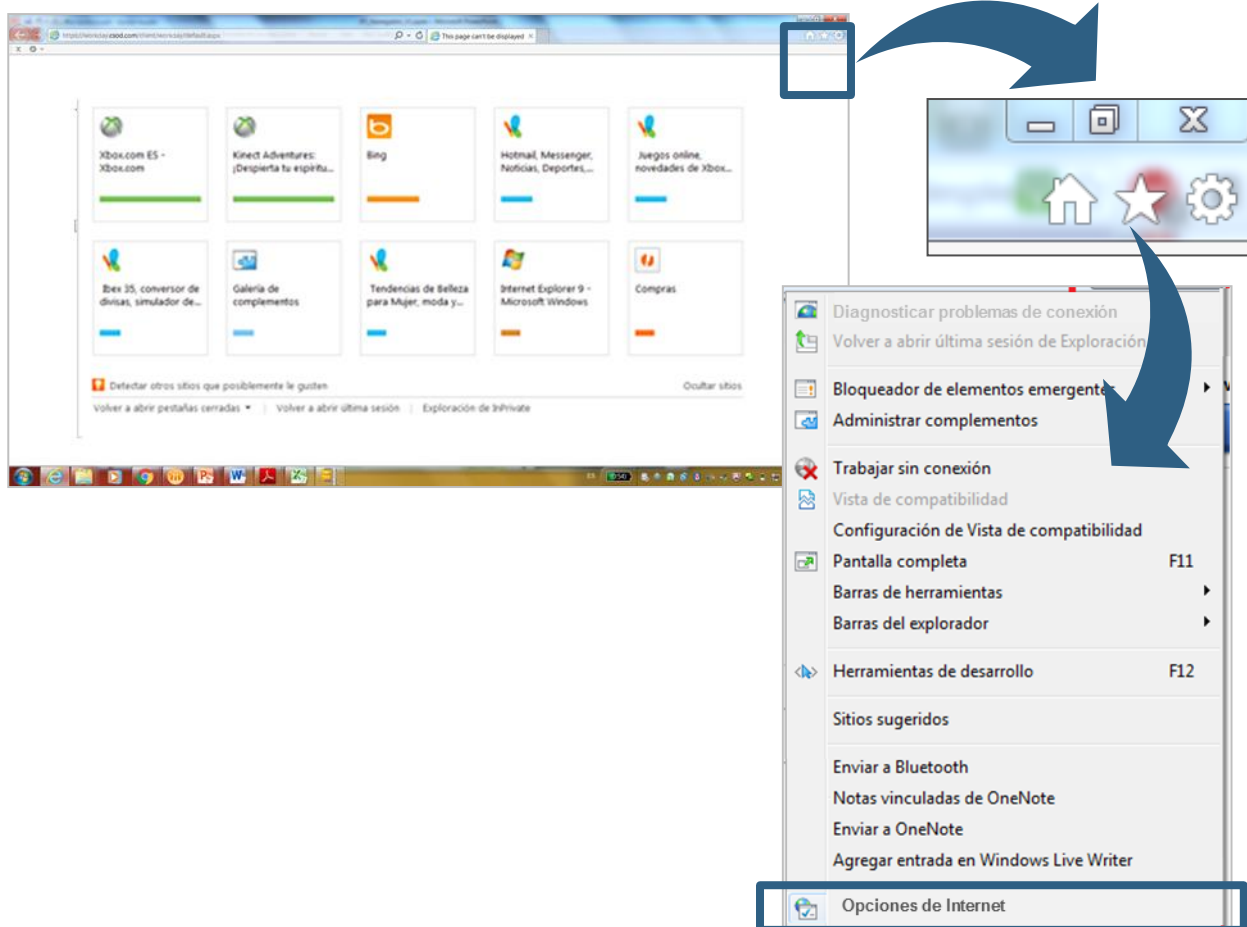 This page can't be displayed
Xbox.com ES -
Xbox.com
Kinect Adventures:
¡Despierta tu espíritu...
Bing
Hotmail, Messenger,
Noticias, Deportes,...
Juegos online,
novedades de Xbox...
Ibex 35, conversor de
divisas, simulador de...
Galería de
complementos
Tendencias de Belleza
para Mujer, moda y...
Internet Explorer 9 -
Microsoft Windows
Compras
Detectar otros sitios que posiblemente le gusten
Ocultar sitios
Volver a abrir pestañas cerradas
Volver a abrir última sesión
Exploración de InPrivate
Diagnosticar problemas de conexión
Volver a abrir última sesión de Exploración
Bloqueador de elementos emergentes
Administrar complementos
Trabajar sin conexión
Vista de compatibilidad
Configuración de Vista de compatibilidad
Pantalla completa F11
Barras de herramientas
Barras del explorador
Herramientas de desarrollo F12
Sitios sugeridos
Enviar a Bluetooth
Notas vinculadas de OneNote
Enviar a OneNote
Agregar entrada en Windows Live Writer
Opciones de Internet